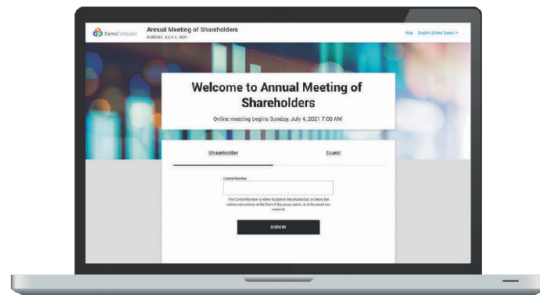 DemoCompany
Annual Meeting of Shareholders
SUNDAY, JULY 4, 2021
Help English (United States)
Welcome to Annual Meeting of
Shareholders
Online meeting begins Sunday, July 4, 2021 7:00 AM
Shareholder Guest
Control Number
SIGN IN